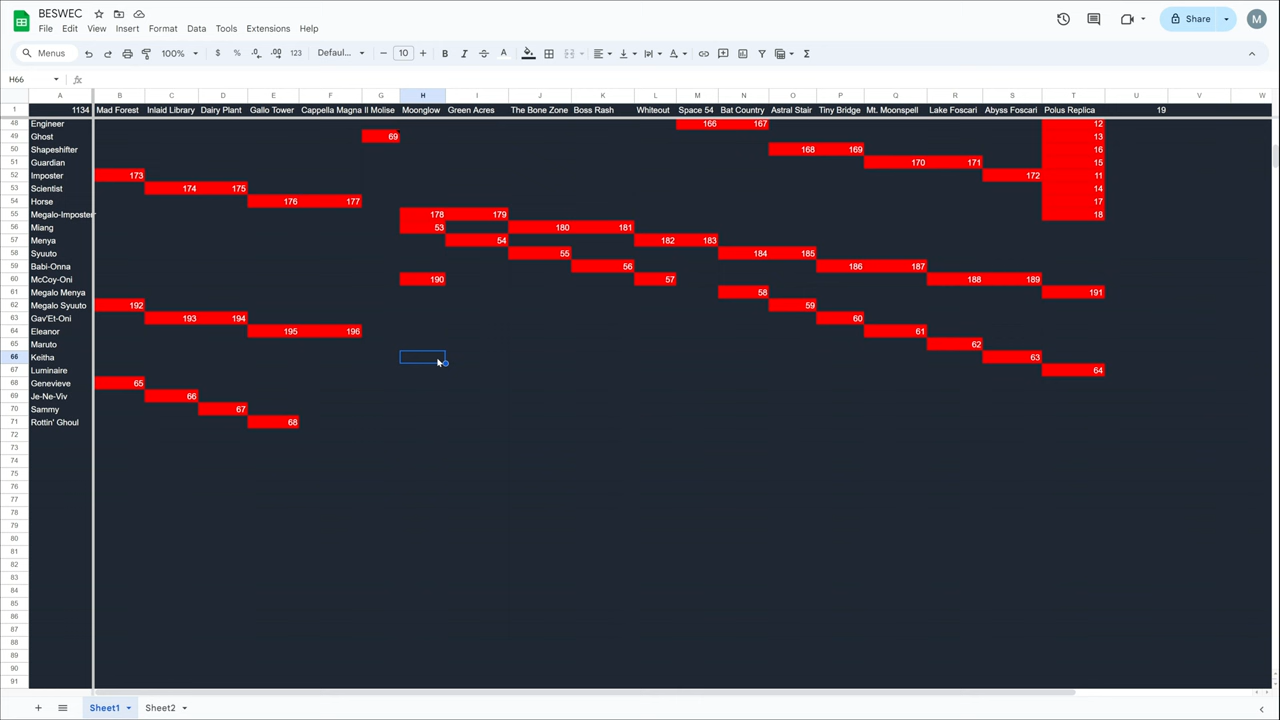 BESWEC
File Edit View Insert Format Data Tools Extensions Help
Share
M
Menus 100% $ % .0 .00 123 Defaul... 10 B I A
H66 fx
A B C D E F G H I J K L M N O P Q R S T U V W
1 1134 Mad Forest Inlaid Library Dairy Plant Gallo Tower Cappella Magna Il Molise Moonglow Green Acres The Bone Zone Boss Rash Whiteout Space 54 Bat Country Astral Stair Tiny Bridge Mt. Moonspell Lake Foscari Abyss Foscari Polus Replica 19
48 Engineer 166 167 12
49 Ghost 69 13
50 Shapeshifter 168 169 16
51 Guardian 170 171 15
52 Imposter 173 172 11
53 Scientist 174 175 14
54 Horse 176 177 17
55 Megalo-Imposter 178 179 18
56 Miang 53 180 181
57 Menya 54 182 183
58 Syuuto 55 184 185
59 Babi-Onna 56 186 187
60 McCoy-Oni 190 57 188 189
61 Megalo Menya 58 191
62 Megalo Syuuto 192 59
63 Gav'Et-Oni 193 194 60
64 Eleanor 195 196 61
65 Maruto 62
66 Keitha 63
67 Luminaire 64
68 Genevieve 65
69 Je-Ne-Viv 66
70 Sammy 67
71 Rottin' Ghoul 68
72
73
74
75
76
77
78
79
80
81
82
83
84
85
86
87
88
89
90
91
Sheet1 Sheet2